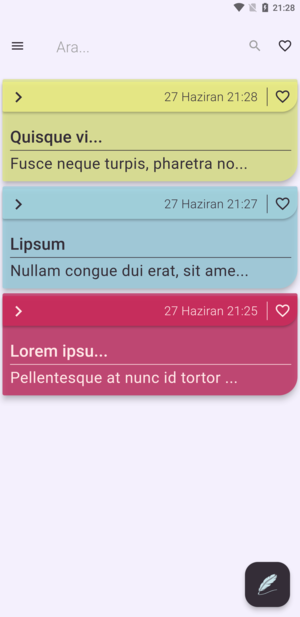 21:28
Ara...
27 Haziran 21:28
Quisque vi...
Fusce neque turpis, pharetra no...
27 Haziran 21:27
Lipsum
Nullam congue dui erat, sit ame...
27 Haziran 21:25
Lorem ipsu...
Pellentesque at nunc id tortor ...